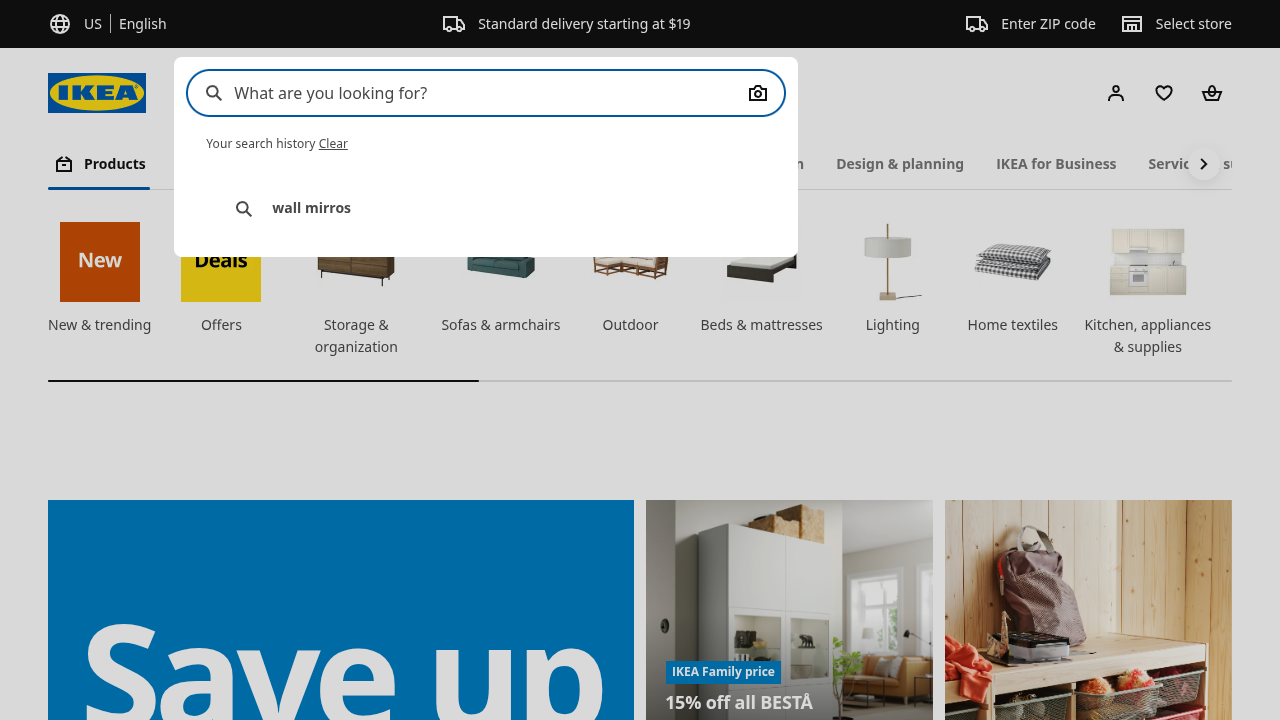 US English
Standard delivery starting at $19
Enter ZIP code
Select store
IKEA
What are you looking for?
Your search history Clear
wall mirros
Products
Design & planning
IKEA for Business
New
Deals
New & trending
Offers
Storage &
organization
Sofas & armchairs
Outdoor
Beds & mattresses
Lighting
Home textiles
Kitchen, appliances
& supplies
Save up
IKEA Family price
15% off all BESTÅ